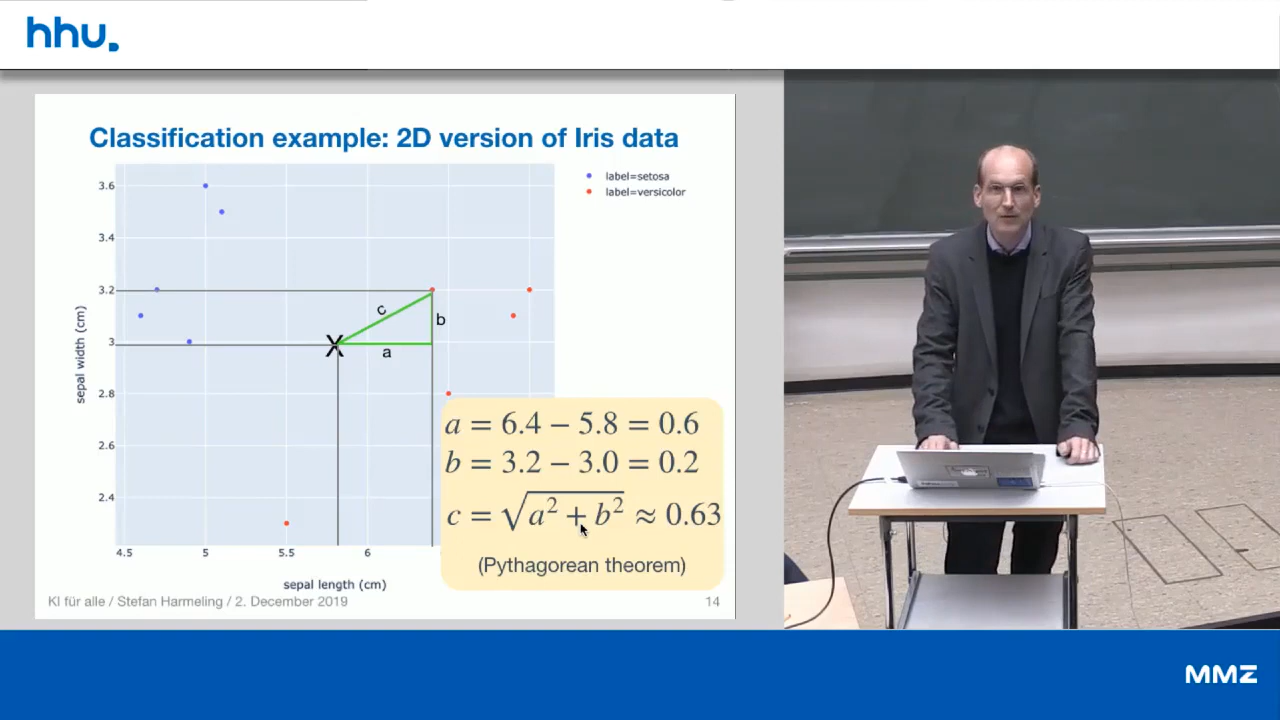 hhu.
Classification example: 2D version of Iris data
label=setosa
label=versicolor
3.6
3.4
3.2
3
2.8
2.6
2.4
sepal width (cm)
c
b
a
X
a = 6.4 − 5.8 = 0.6
b = 3.2 − 3.0 = 0.2
c = √a² + b² ≈ 0.63
(Pythagorean theorem)
4.5
5
5.5
6
sepal length (cm)
KI für alle / Stefan Harmeling / 2. December 2019
14
MMZ